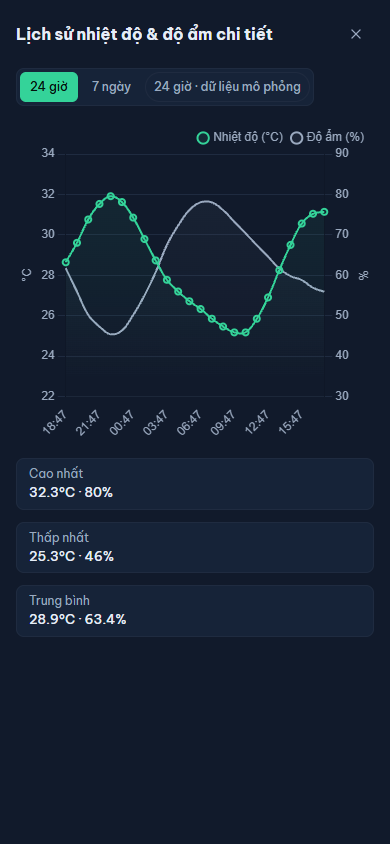 Lịch sử nhiệt độ & độ ẩm chi tiết
24 giờ 7 ngày 24 giờ · dữ liệu mô phỏng
Nhiệt độ (°C) Độ ẩm (%)
34 90
32 80
30 70
28 60
26 50
24 40
22 30
°C %
18:47 21:47 00:47 03:47 06:47 09:47 12:47 15:47
Cao nhất
32.3°C · 80%
Thấp nhất
25.3°C · 46%
Trung bình
28.9°C · 63.4%